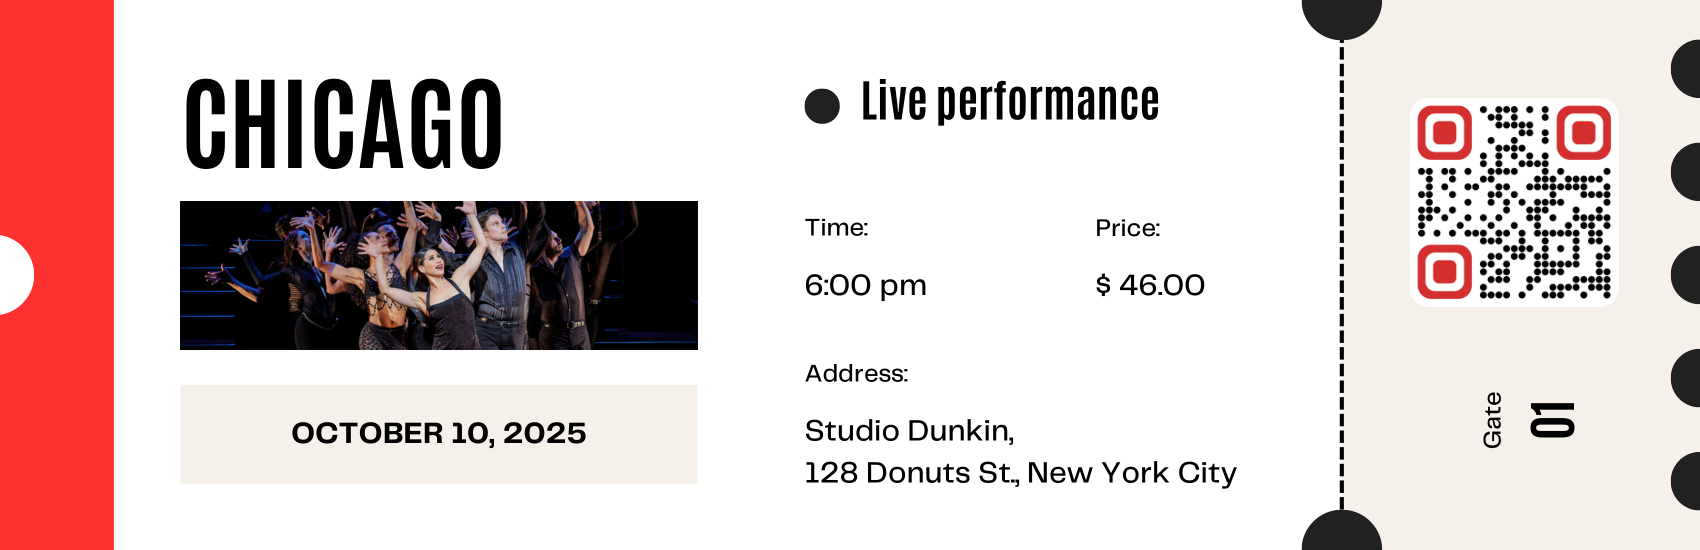 CHICAGO
OCTOBER 10, 2025
Live performance
Time:
6:00 pm
Price:
$ 46.00
Address:
Studio Dunkin,
128 Donuts St., New York City
Gate
01